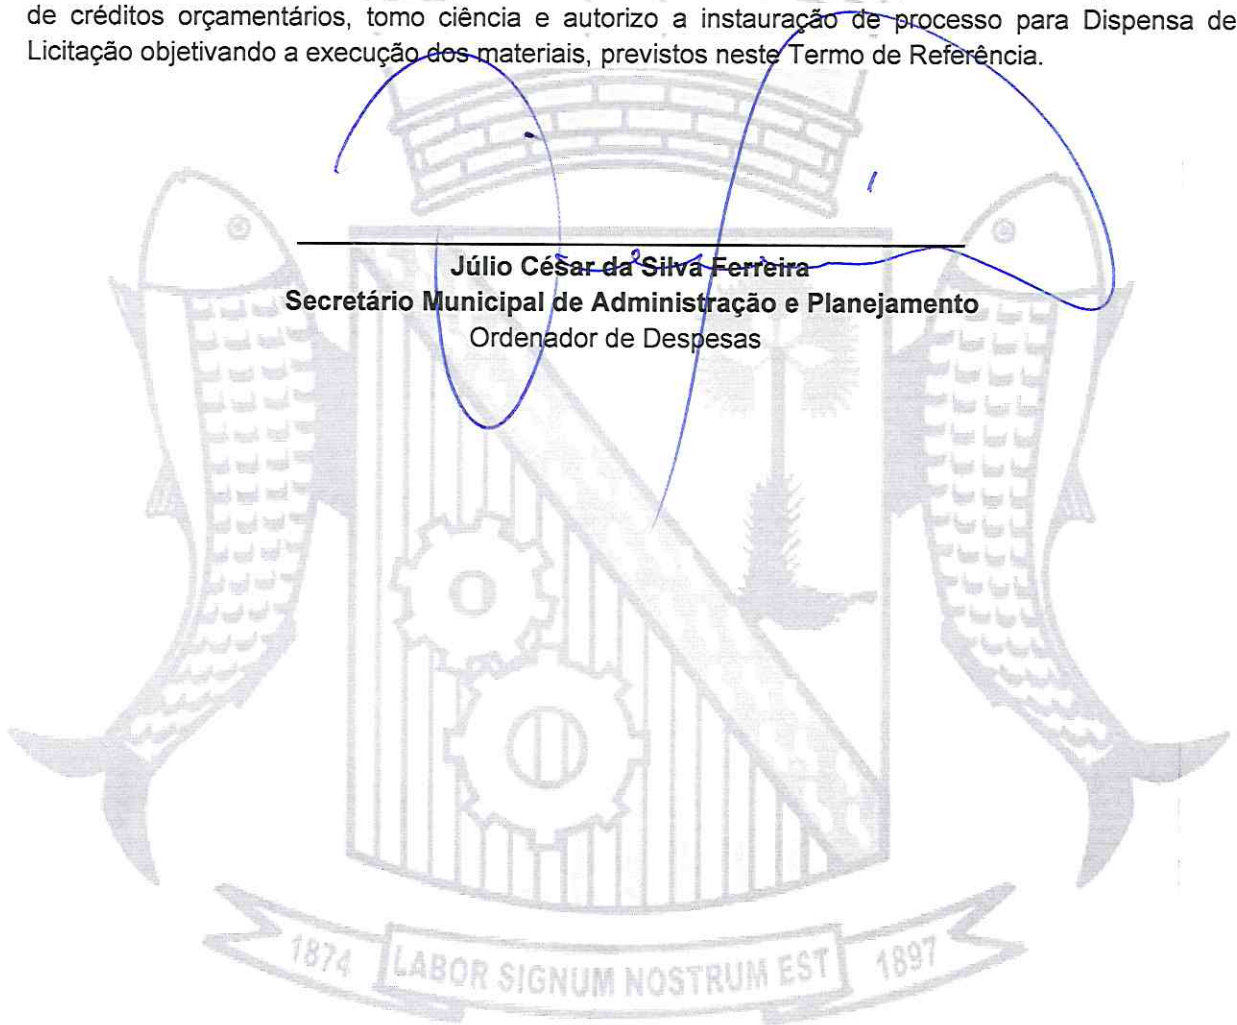 de créditos orçamentários, tomo ciência e autorizo a instauração de processo para Dispensa de
Licitação objetivando a execução dos materiais, previstos neste Termo de Referência.
Júlio César da Silva Ferreira
Secretário Municipal de Administração e Planejamento
Ordenador de Despesas
1874 LABOR SIGNUM NOSTRUM EST 1897